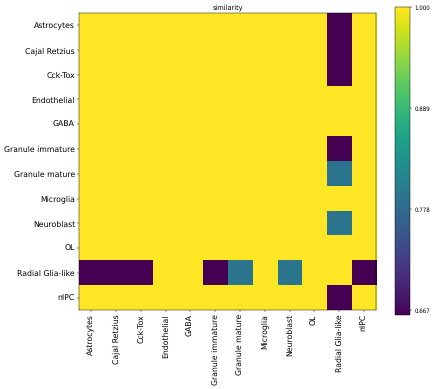 similarity
Astrocytes
Cajal Retzius
Cck-Tox
Endothelial
GABA
Granule immature
Granule mature
Microglia
Neuroblast
OL
Radial Glia-like
nIPC
Astrocytes
Cajal Retzius
Cck-Tox
Endothelial
GABA
Granule immature
Granule mature
Microglia
Neuroblast
OL
Radial Glia-like
nIPC
1.000
0.889
0.778
0.667